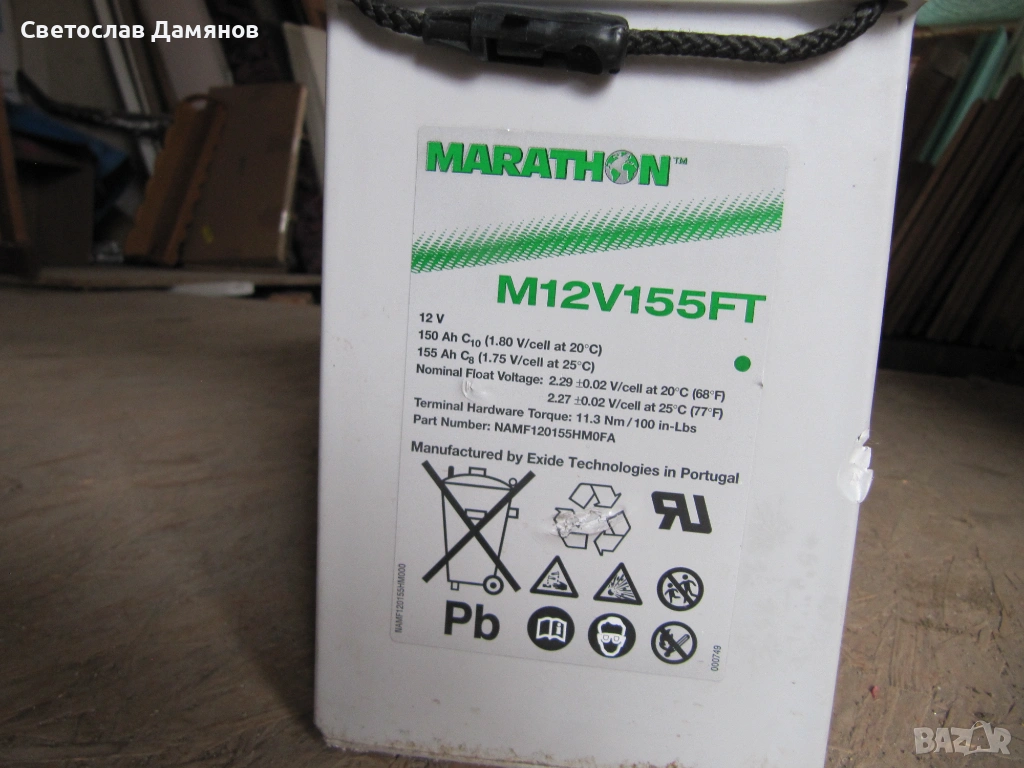 Светослав Дамянов
MARATHON™
M12V155FT
12 V
150 Ah C10 (1.80 V/cell at 20°C)
155 Ah C8 (1.75 V/cell at 25°C)
Nominal Float Voltage: 2.29 ±0.02 V/cell at 20°C (68°F)
2.27 ±0.02 V/cell at 25°C (77°F)
Terminal Hardware Torque: 11.3 Nm / 100 in-Lbs
Part Number: NAMF120155HM0FA
Manufactured by Exide Technologies in Portugal
Pb
NAMF120155HM000
000749
BAZAR